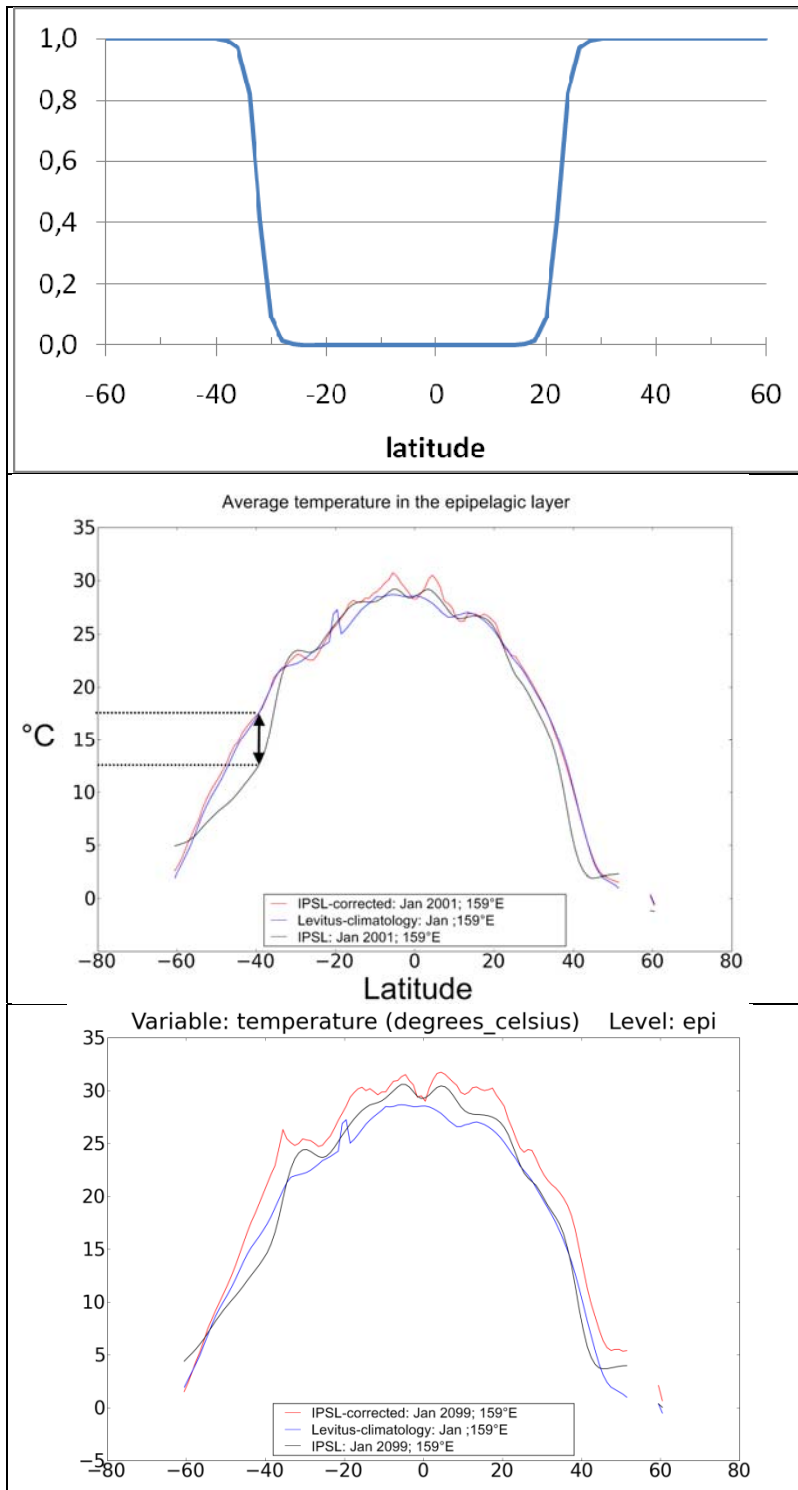 1,0
0,8
0,6
0,4
0,2
0,0
-60 -40 -20 0 20 40 60
latitude
Average temperature in the epipelagic layer
35
30
25
20
15
10
5
0
°C
−80 −60 −40 −20 0 20 40 60 80
IPSL-corrected: Jan 2001; 159°E
Levitus-climatology: Jan ;159°E
IPSL: Jan 2001; 159°E
Latitude
Variable: temperature (degrees_celsius) Level: epi
35
30
25
20
15
10
5
0
−5
−80 −60 −40 −20 0 20 40 60 80
IPSL-corrected: Jan 2099; 159°E
Levitus-climatology: Jan ;159°E
IPSL: Jan 2099; 159°E